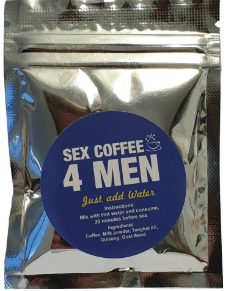 SEX COFFEE
4 MEN
Just add Water
Instructions:
Mix with hot water and consume,
30 minutes before sex
Ingredients:
Coffee, Milk powder, Tongkat Ali,
Ginseng, Goat Weed